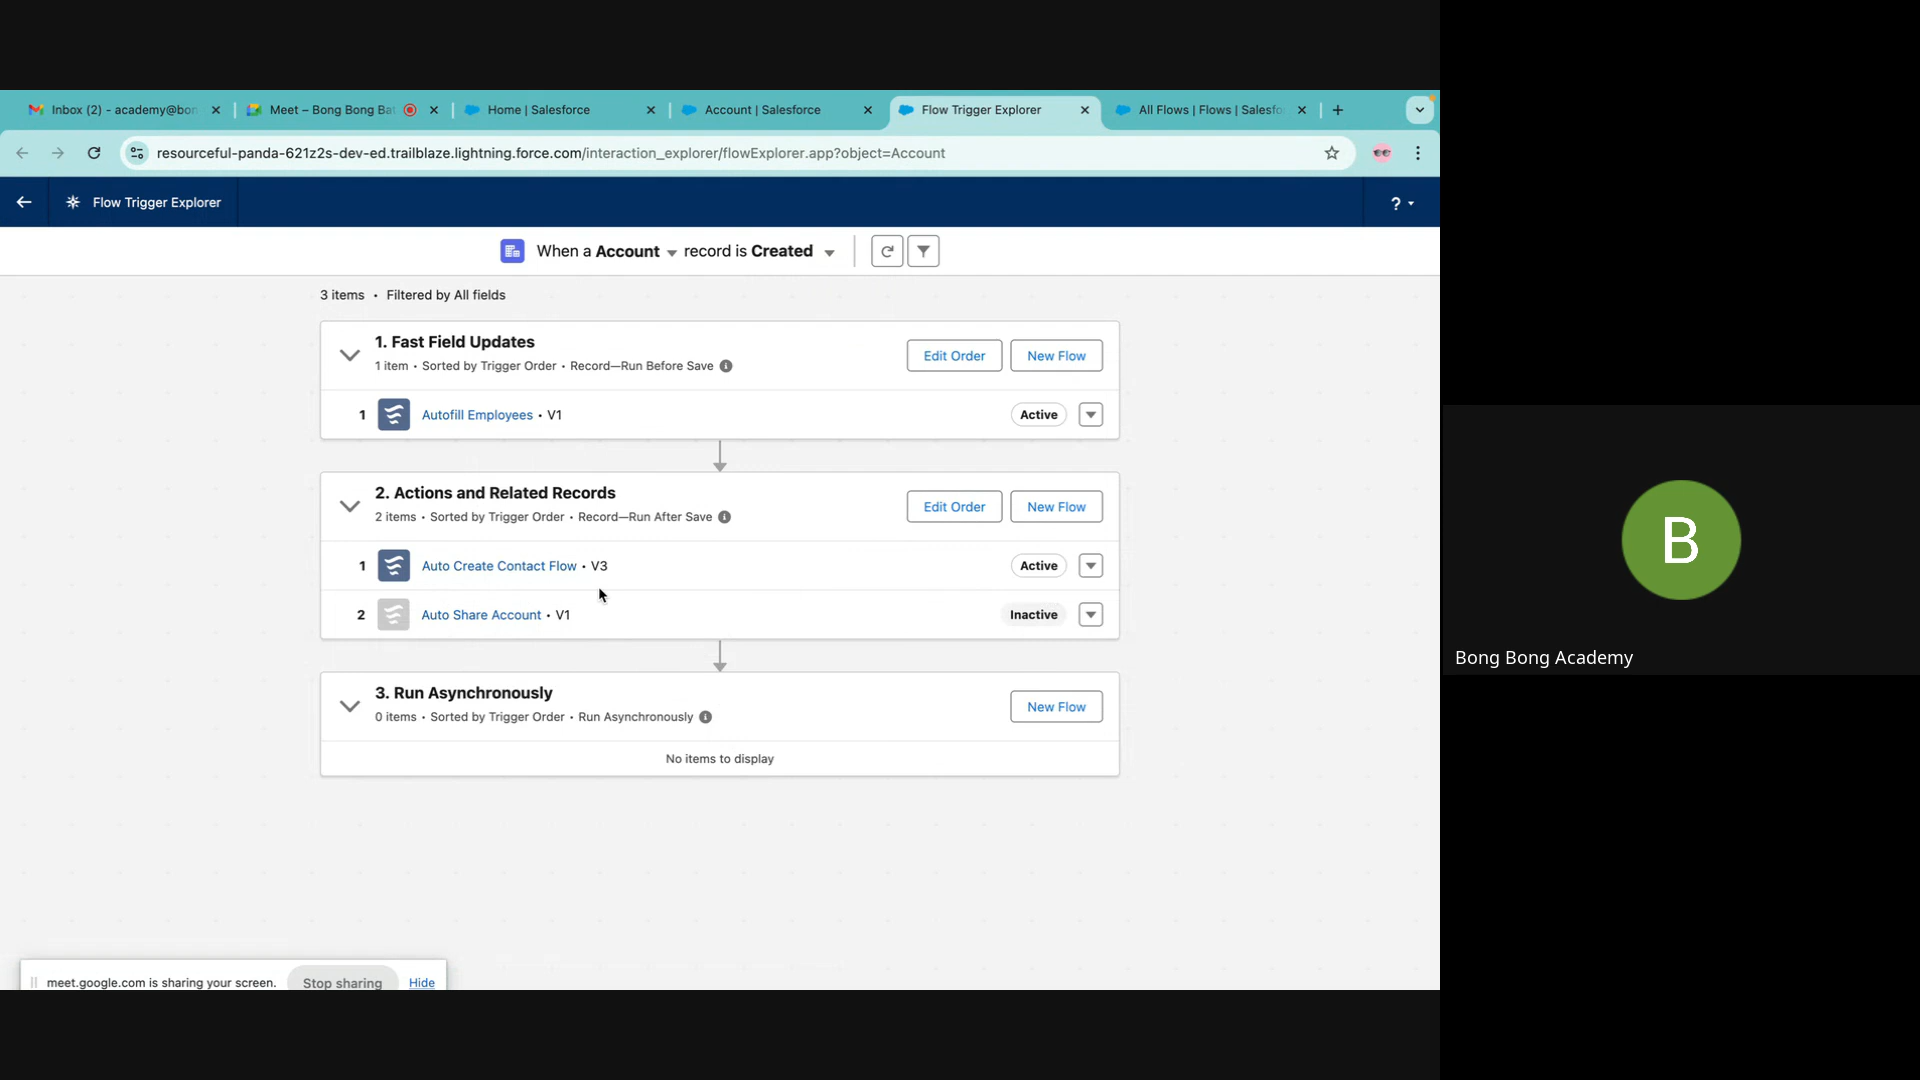 Inbox (2) - academy@bon
Meet – Bong Bong Bat
Home | Salesforce
Account | Salesforce
Flow Trigger Explorer
All Flows | Flows | Salesfo
resourceful-panda-621z2s-dev-ed.trailblaze.lightning.force.com/interaction_explorer/flowExplorer.app?object=Account
Flow Trigger Explorer
?
When a Account record is Created
3 items • Filtered by All fields
1. Fast Field Updates
1 item • Sorted by Trigger Order • Record—Run Before Save
Edit Order
New Flow
1 Autofill Employees • V1
Active
2. Actions and Related Records
2 items • Sorted by Trigger Order • Record—Run After Save
Edit Order
New Flow
1 Auto Create Contact Flow • V3
Active
2 Auto Share Account • V1
Inactive
3. Run Asynchronously
0 items • Sorted by Trigger Order • Run Asynchronously
New Flow
No items to display
meet.google.com is sharing your screen.
Stop sharing
Hide
B
Bong Bong Academy